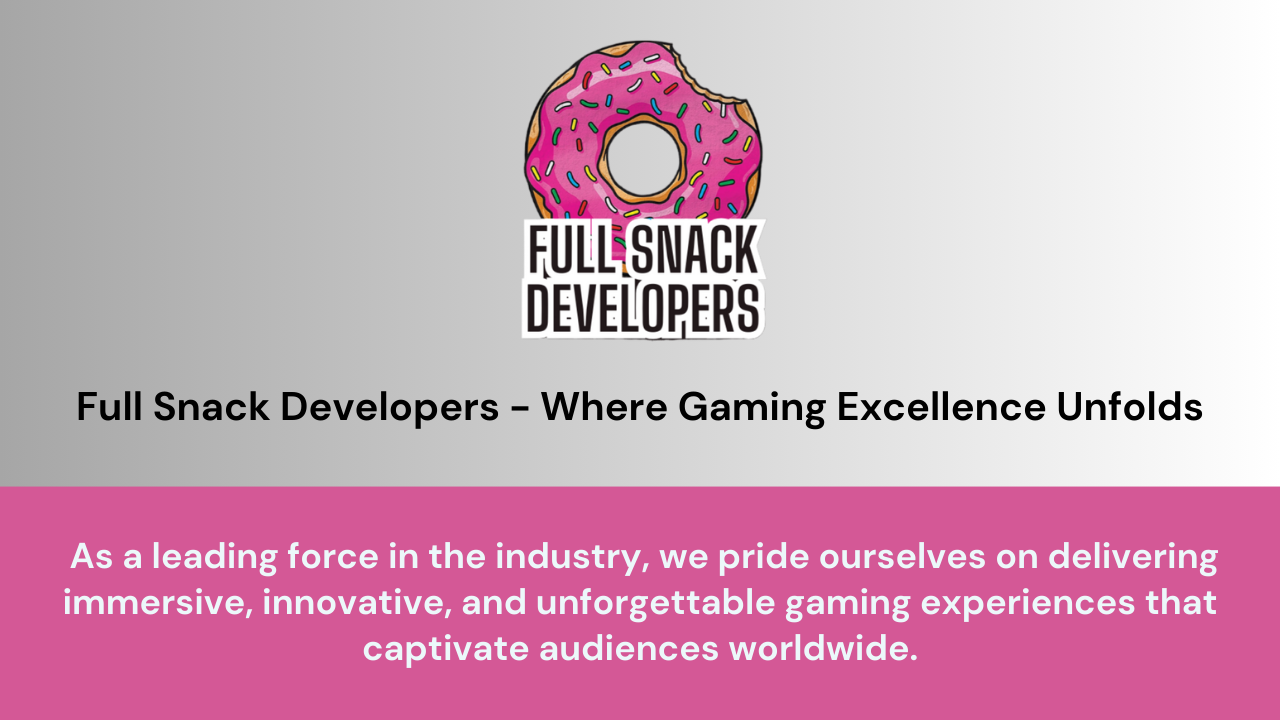 FULL SNACK
DEVELOPERS
Full Snack Developers - Where Gaming Excellence Unfolds
As a leading force in the industry, we pride ourselves on delivering
immersive, innovative, and unforgettable gaming experiences that
captivate audiences worldwide.